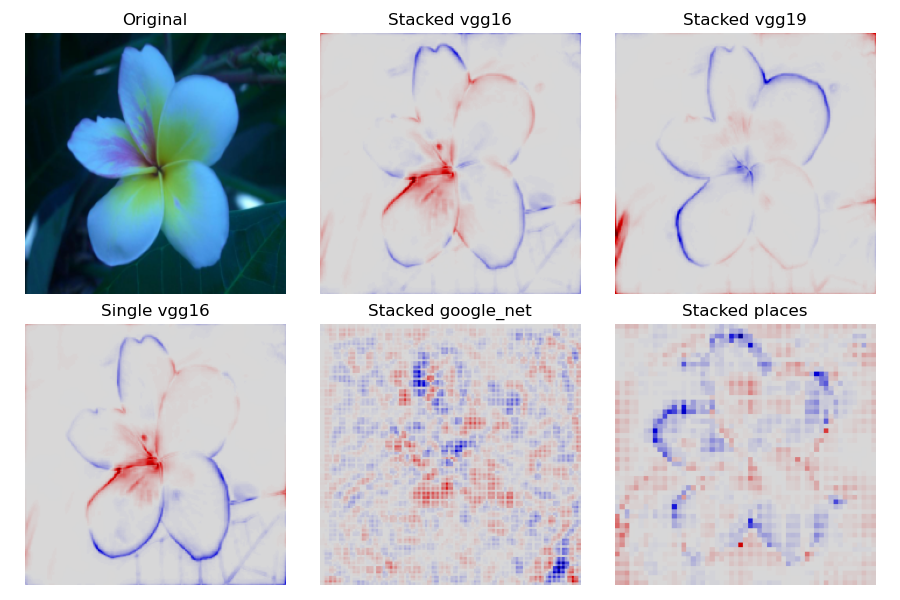 Original
Stacked vgg16
Stacked vgg19
Single vgg16
Stacked google_net
Stacked places